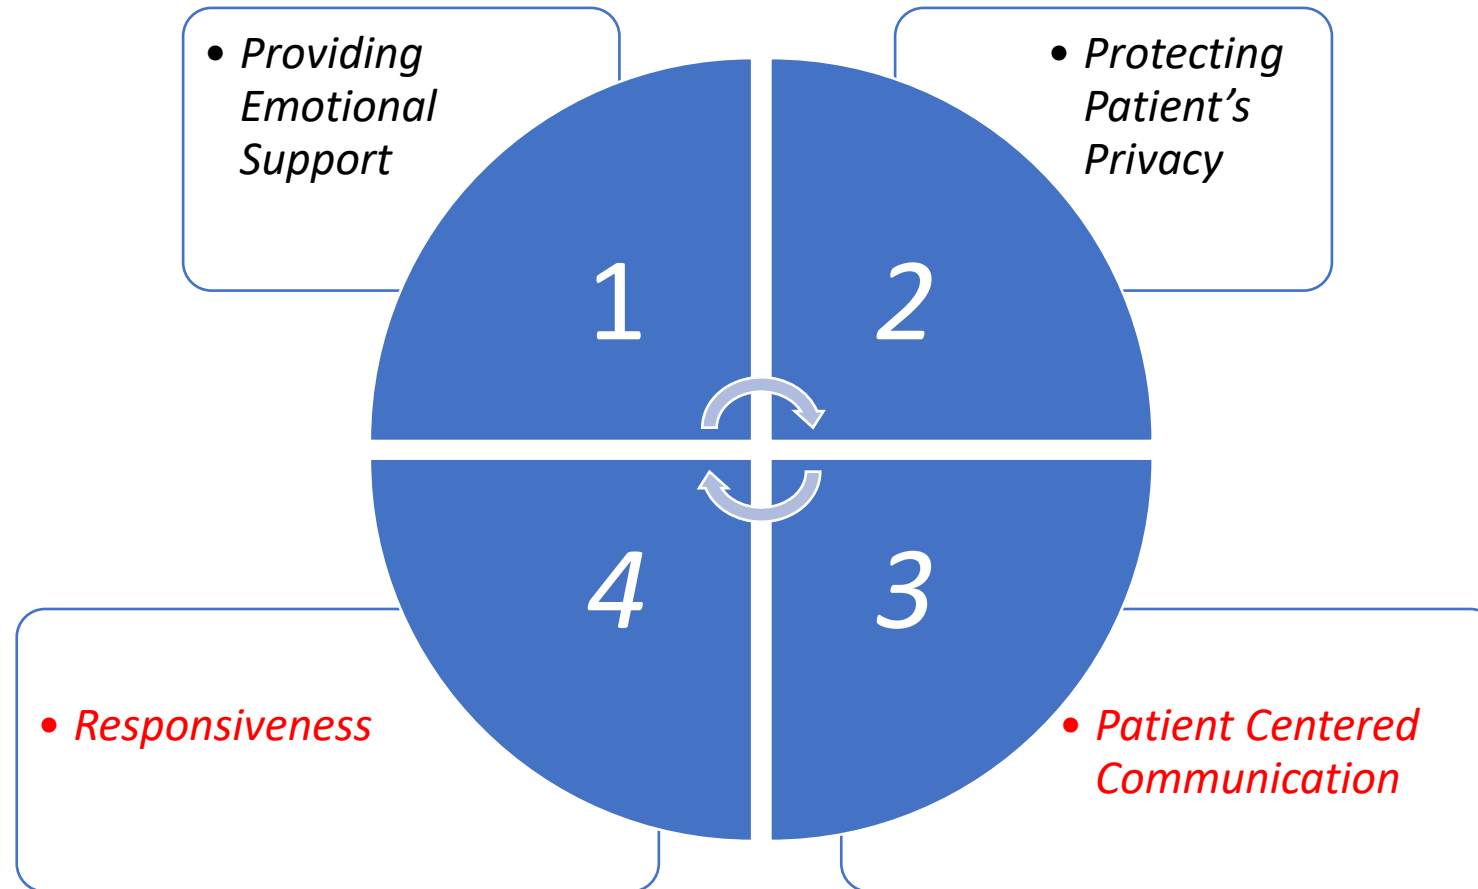 • Providing
Emotional
Support
• Protecting
Patient’s
Privacy
1
2
4
3
• Responsiveness
• Patient Centered
Communication